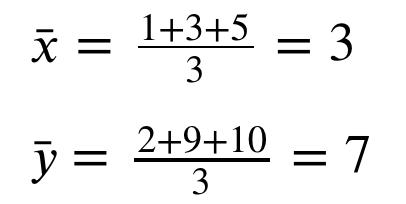 x̄ = (1+3+5)/3 = 3
ȳ = (2+9+10)/3 = 7